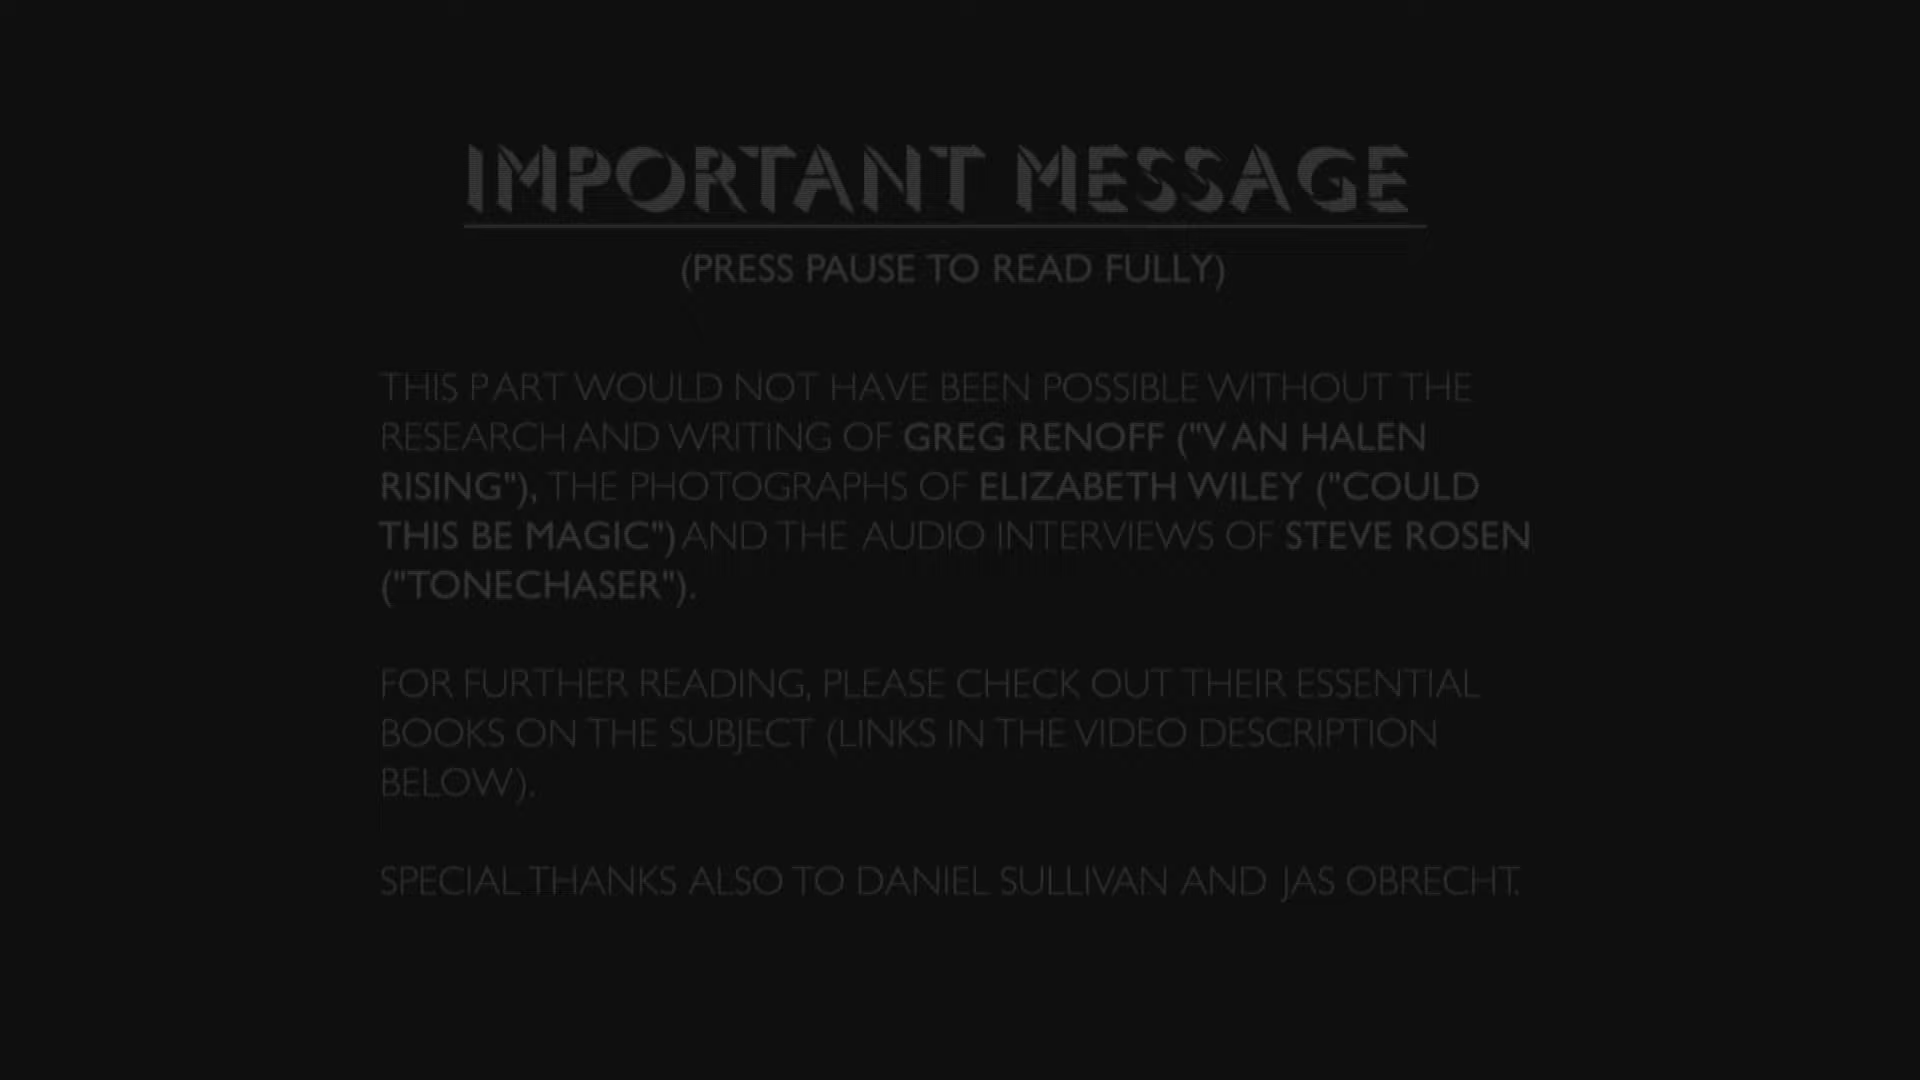 IMPORTANT MESSAGE
(PRESS PAUSE TO READ FULLY)
THIS PART WOULD NOT HAVE BEEN POSSIBLE WITHOUT THE
RESEARCH AND WRITING OF GREG RENOFF ("VAN HALEN
RISING"), THE PHOTOGRAPHS OF ELIZABETH WILEY ("COULD
THIS BE MAGIC") AND THE AUDIO INTERVIEWS OF STEVE ROSEN
("TONECHASER").
FOR FURTHER READING, PLEASE CHECK OUT THEIR ESSENTIAL
BOOKS ON THE SUBJECT (LINKS IN THE VIDEO DESCRIPTION
BELOW).
SPECIAL THANKS ALSO TO DANIEL SULLIVAN AND JAS OBRECHT.